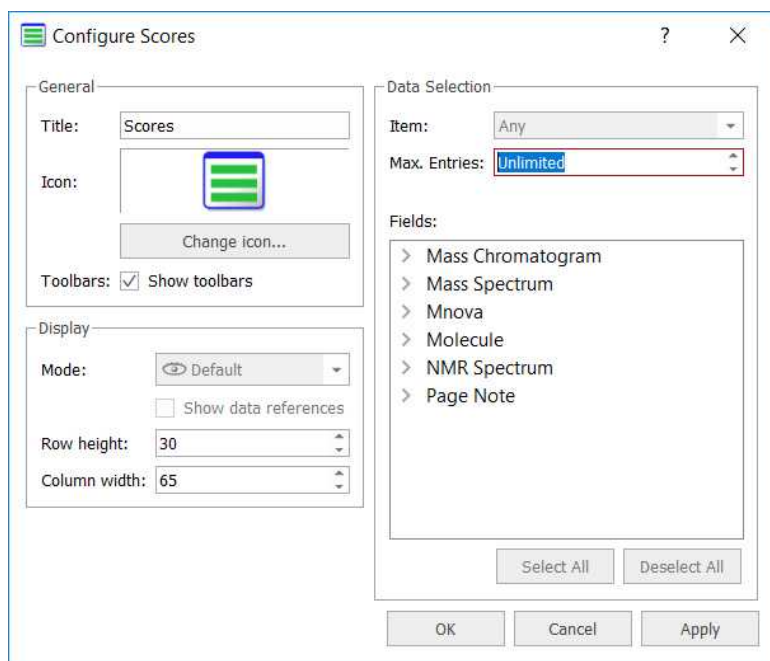 Configure Scores
?
General
Title: Scores
Icon:
Change icon...
Toolbars: Show toolbars
Display
Mode: Default
Show data references
Row height: 30
Column width: 65
Data Selection
Item: Any
Max. Entries: Unlimited
Fields:
Mass Chromatogram
Mass Spectrum
Mnova
Molecule
NMR Spectrum
Page Note
Select All Deselect All
OK Cancel Apply